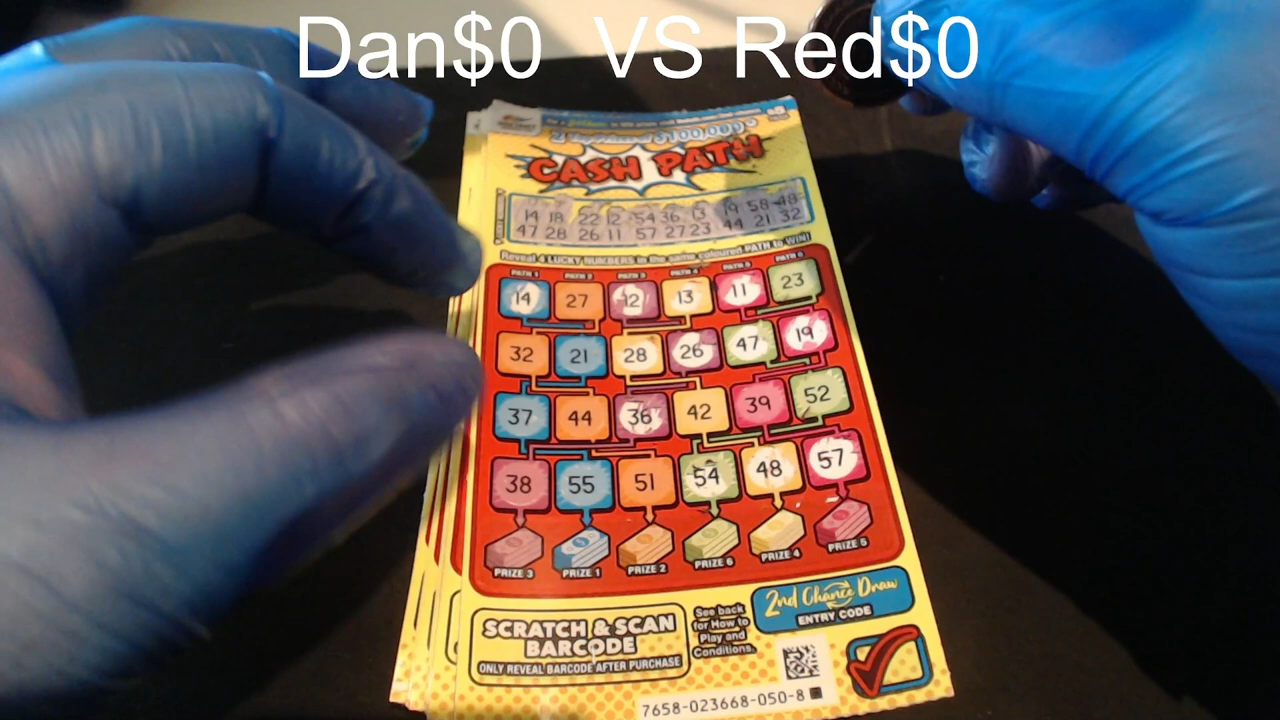 Dan$0 VS Red$0
$100,000
CASH PATH
14 18 22 12 54 36 13 19 58 48
47 28 26 11 57 27 23 44 21 32
Reveal 4 LUCKY NUMBERS in the same coloured PATH to WIN!
PATH 1 PATH 2 PATH 3 PATH 4 PATH 5 PATH 6
14 27 12 13 11 23
32 21 28 26 47 19
37 44 36 42 39 52
38 55 51 54 48 57
PRIZE 3 PRIZE 1 PRIZE 2 PRIZE 6 PRIZE 4 PRIZE 5
SCRATCH & SCAN
BARCODE
ONLY REVEAL BARCODE AFTER PURCHASE
See back
for How to
Play and
Conditions.
2nd Chance Draw
ENTRY CODE
7658-023668-050-8